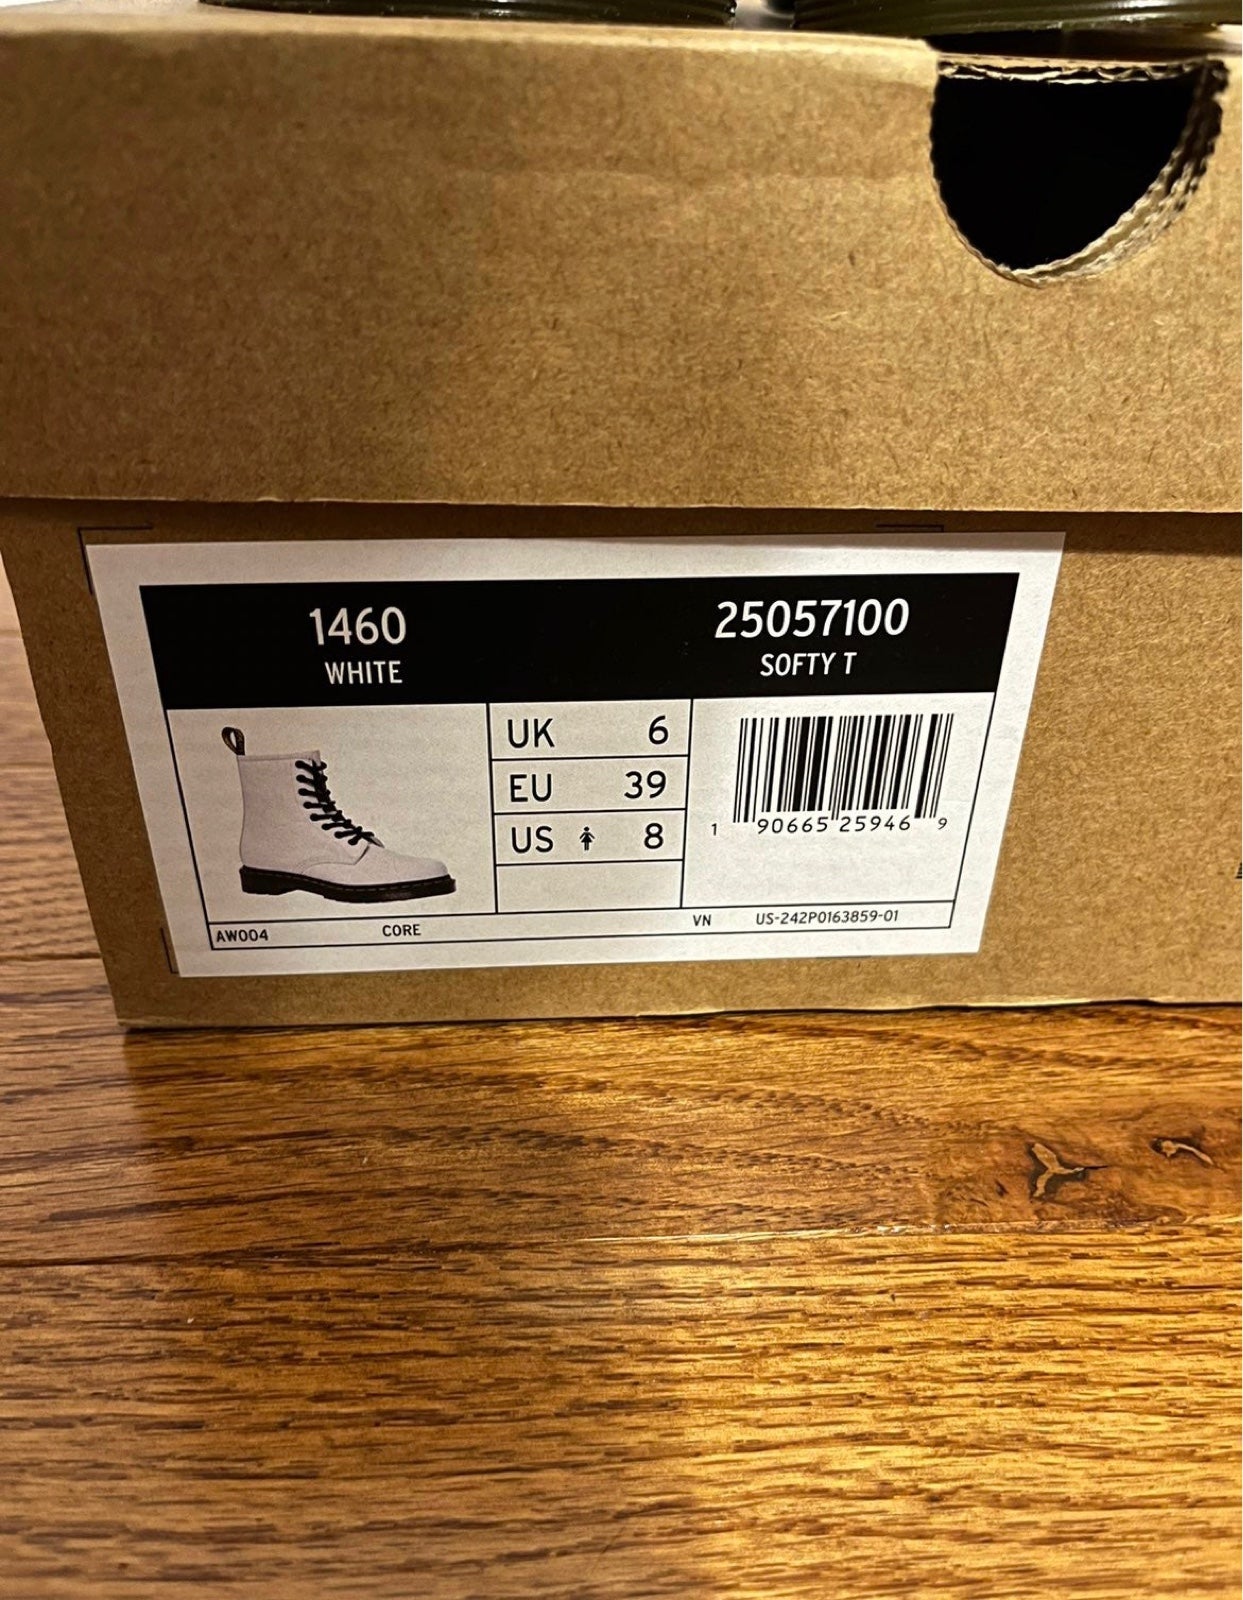 1460
WHITE
25057100
SOFTY T
UK 6
EU 39
US 8
1 90665 25946 9
AW004 CORE VN US-242P0163859-01